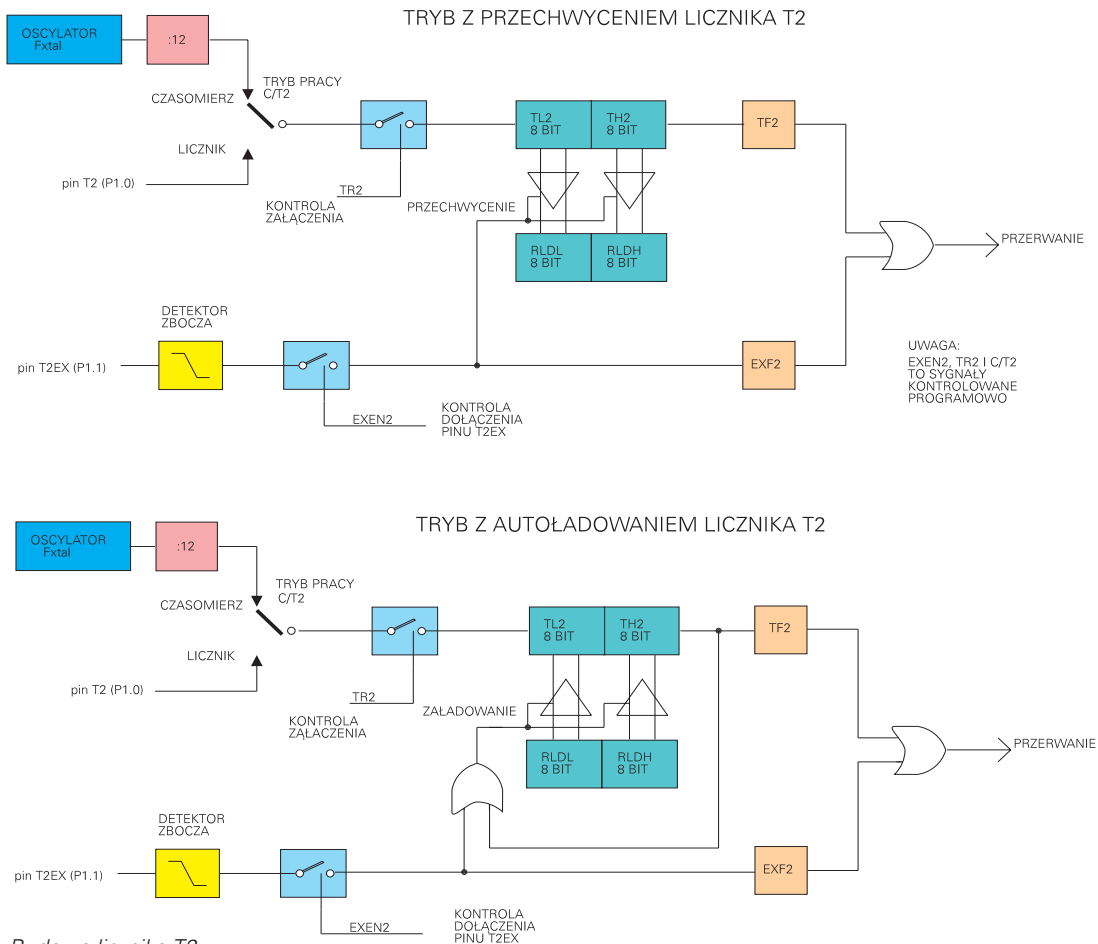 TRYB Z PRZECHWYCENIEM LICZNIKA T2
OSCYLATOR
Fxtal
:12
TRYB PRACY
C/T2
CZASOMIERZ
LICZNIK
pin T2 (P1.0)
TR2
KONTROLA
ZAŁĄCZENIA
TL2
8 BIT
TH2
8 BIT
TF2
PRZECHWYCENIE
RLDL
8 BIT
RLDH
8 BIT
PRZERWANIE
DETEKTOR
ZBOCZA
pin T2EX (P1.1)
EXEN2
KONTROLA
DOŁĄCZENIA
PINU T2EX
EXF2
UWAGA:
EXEN2, TR2 I C/T2
TO SYGNAŁY
KONTROLOWANE
PROGRAMOWO
TRYB Z AUTOŁADOWANIEM LICZNIKA T2
OSCYLATOR
Fxtal
:12
TRYB PRACY
C/T2
CZASOMIERZ
LICZNIK
pin T2 (P1.0)
TR2
KONTROLA
ZAŁACZENIA
TL2
8 BIT
TH2
8 BIT
TF2
ZAŁADOWANIE
RLDL
8 BIT
RLDH
8 BIT
PRZERWANIE
DETEKTOR
ZBOCZA
pin T2EX (P1.1)
EXEN2
KONTROLA
DOŁĄCZENIA
PINU T2EX
EXF2